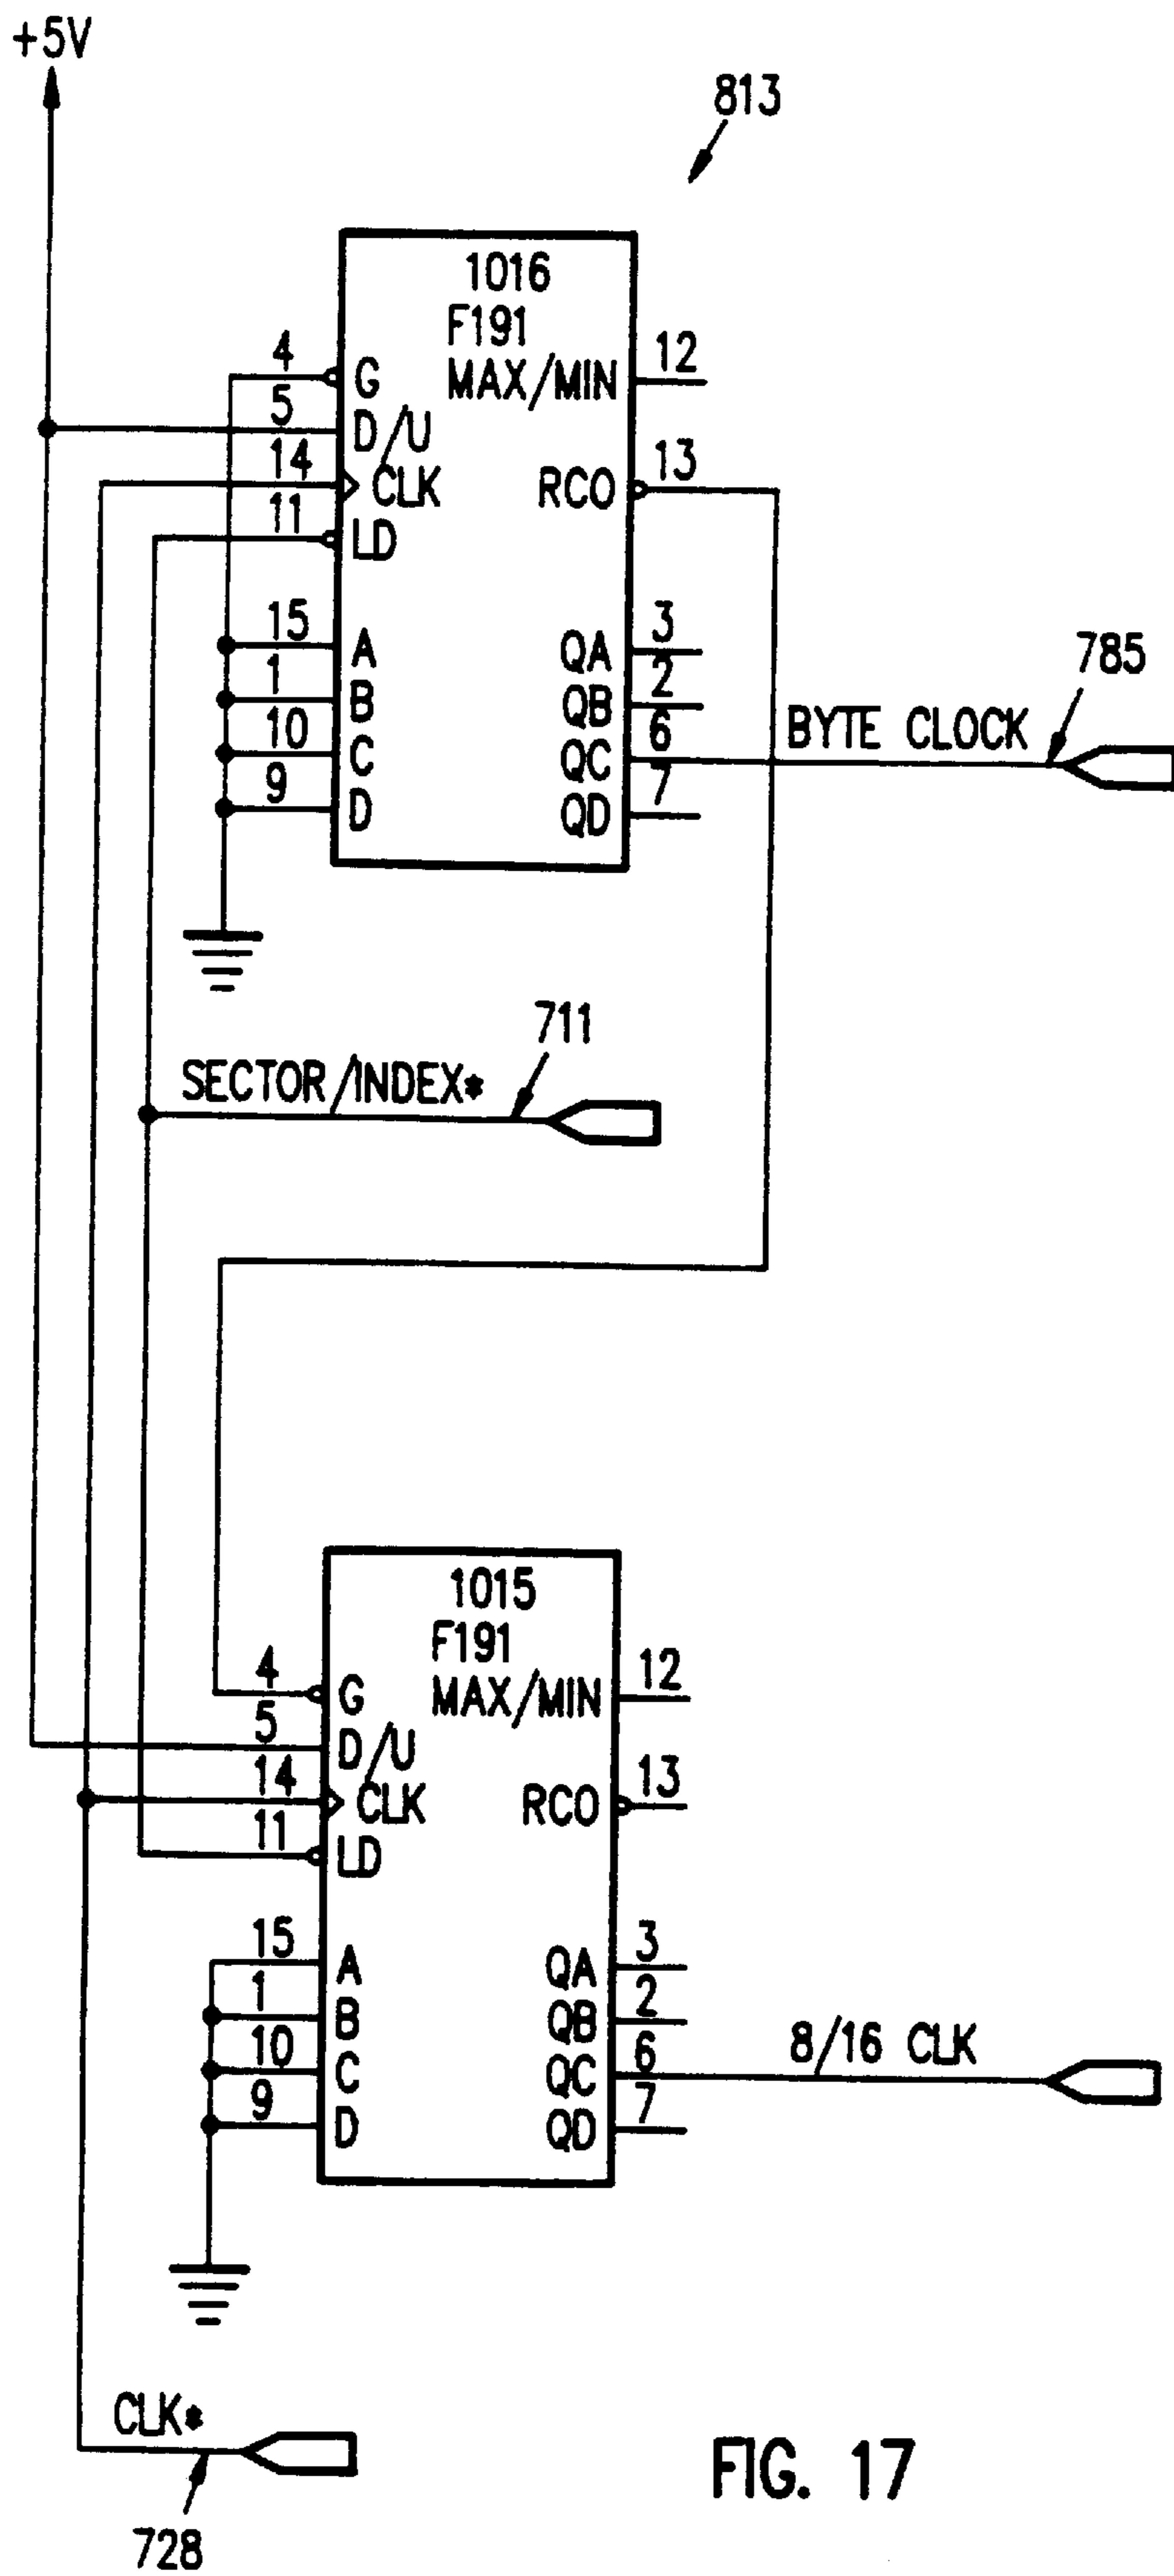 +5V
813
1016
F191
MAX/MIN
12
4
G
5
D/U
14
CLK
11
LD
RCO
13
15
A
1
B
10
C
9
D
QA
3
QB
2
QC
6
QD
7
BYTE CLOCK
785
711
SECTOR/INDEX*
1015
F191
MAX/MIN
12
4
G
5
D/U
14
CLK
11
LD
RCO
13
15
A
1
B
10
C
9
D
QA
3
QB
2
QC
6
QD
7
8/16 CLK
CLK*
728
FIG. 17